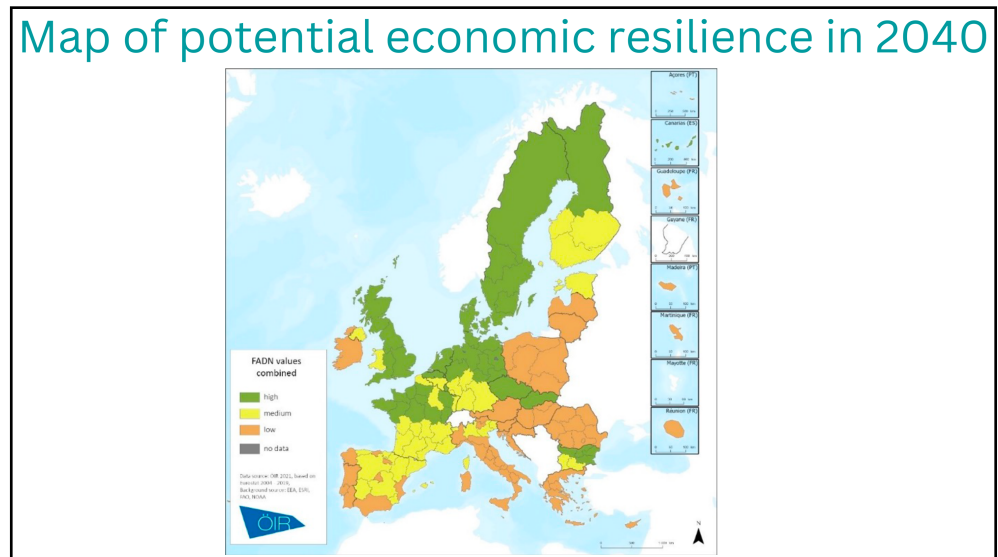 Map of potential economic resilience in 2040
Açores (PT)
Canarias (ES)
Guadeloupe (FR)
Guyane (FR)
Madeira (PT)
Martinique (FR)
Mayotte (FR)
Réunion (FR)
FADN values
combined
high
medium
low
no data
Data source: ÖIR 2021, based on
Background source: EEA, ESRI,
FAO, NOAA
ÖIR
N